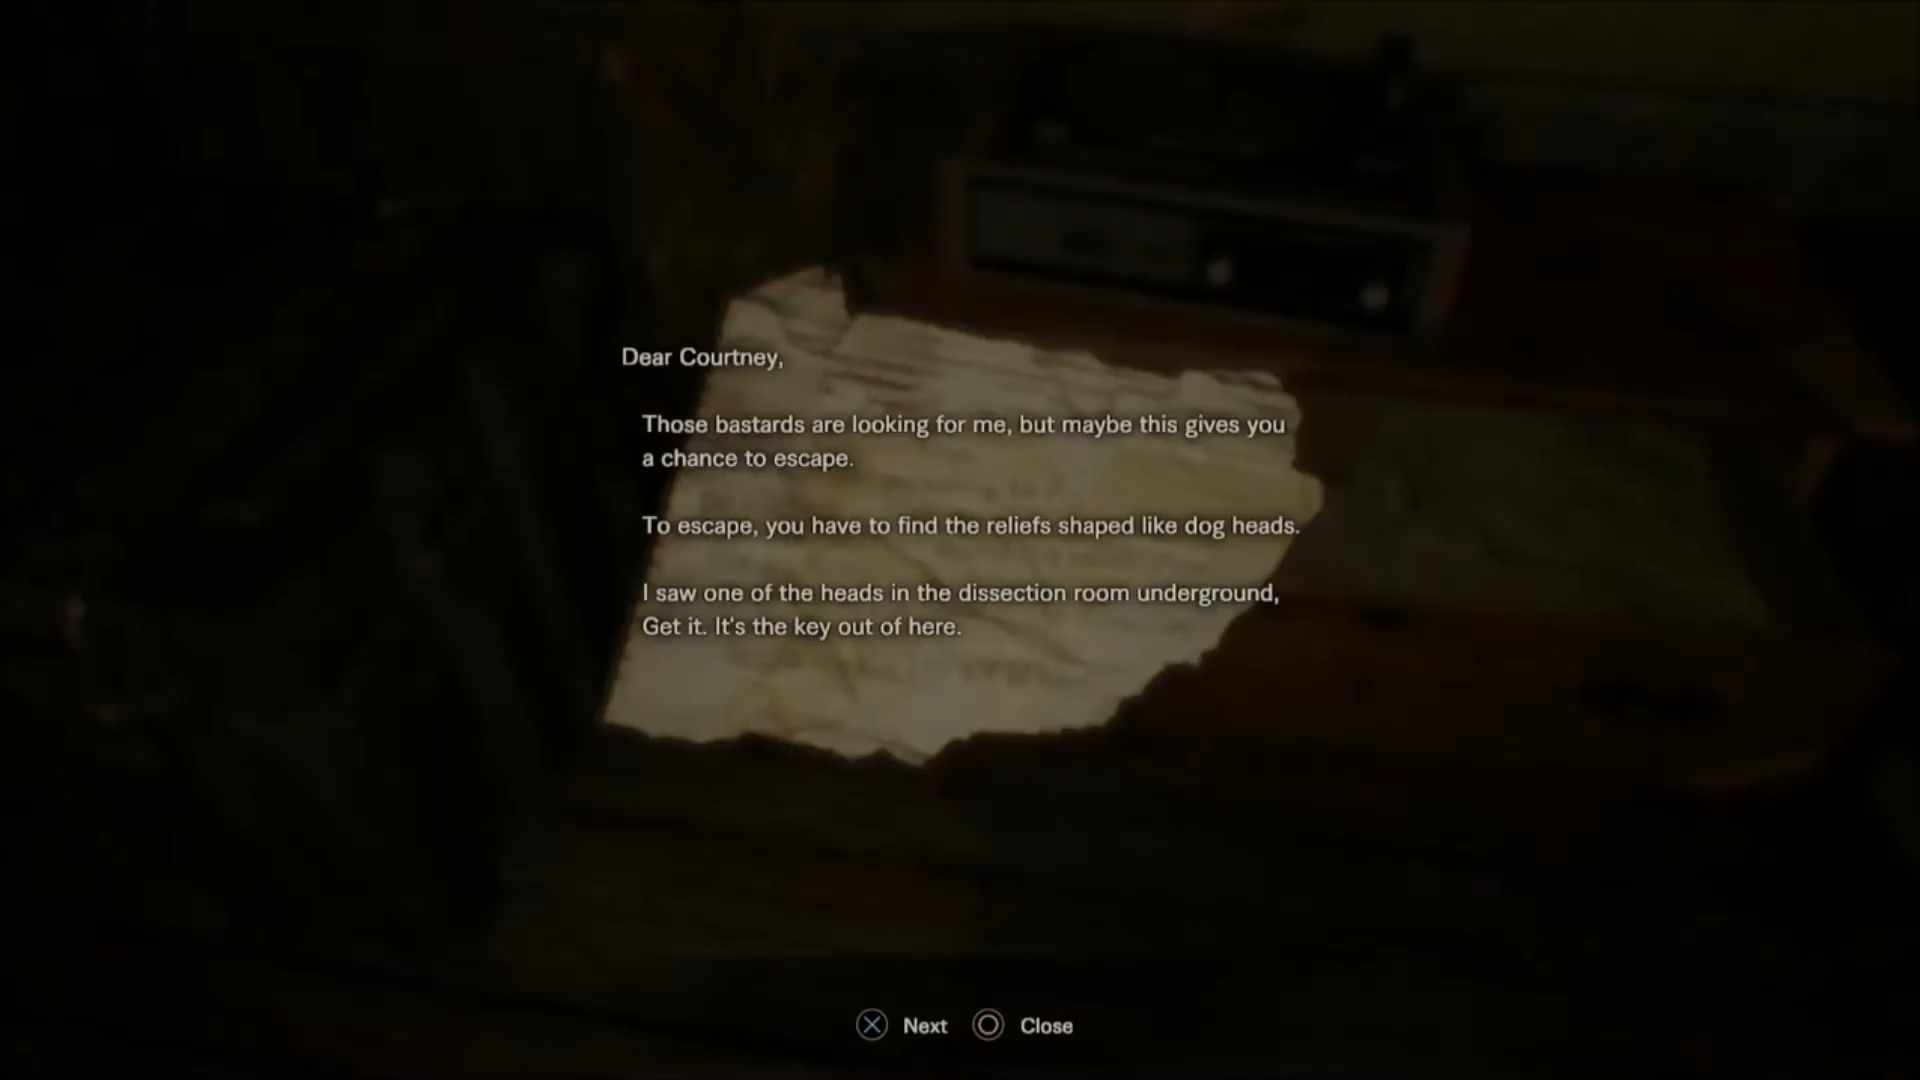 Dear Courtney,
Those bastards are looking for me, but maybe this gives you
a chance to escape.
To escape, you have to find the reliefs shaped like dog heads.
I saw one of the heads in the dissection room underground,
Get it. It's the key out of here.
Next Close